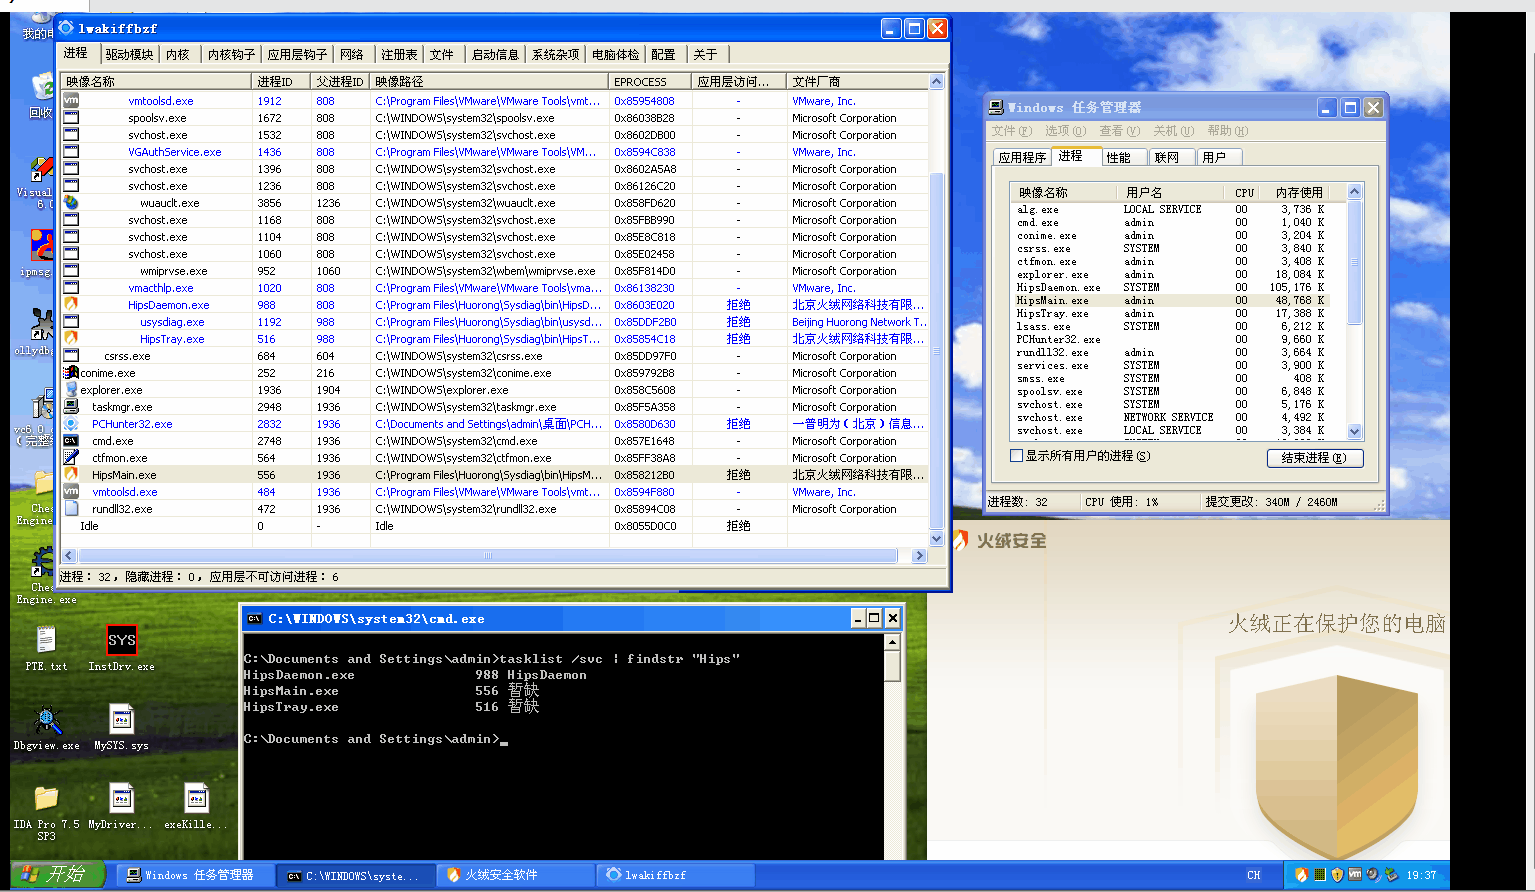 lwakiffbzf
进程 驱动模块 内核 内核钩子 应用层钩子 网络 注册表 文件 启动信息 系统杂项 电脑体检 配置 关于
映像名称 进程ID 父进程ID 映像路径 EPROCESS 应用层访问... 文件厂商
vmtoolsd.exe 1912 808 C:\Program Files\VMware\VMware Tools\vmt... 0x85954808 - VMware, Inc.
spoolsv.exe 1672 808 C:\WINDOWS\system32\spoolsv.exe 0x86038B28 - Microsoft Corporation
svchost.exe 1532 808 C:\WINDOWS\system32\svchost.exe 0x8602DB00 - Microsoft Corporation
VGAuthService.exe 1436 808 C:\Program Files\VMware\VMware Tools\VM... 0x8594C838 - VMware, Inc.
svchost.exe 1396 808 C:\WINDOWS\system32\svchost.exe 0x8602A5A8 - Microsoft Corporation
svchost.exe 1236 808 C:\WINDOWS\system32\svchost.exe 0x86126C20 - Microsoft Corporation
wuauclt.exe 3856 1236 C:\WINDOWS\system32\wuauclt.exe 0x858FD620 - Microsoft Corporation
svchost.exe 1168 808 C:\WINDOWS\system32\svchost.exe 0x85FBB990 - Microsoft Corporation
svchost.exe 1104 808 C:\WINDOWS\system32\svchost.exe 0x85E8C818 - Microsoft Corporation
svchost.exe 1060 808 C:\WINDOWS\system32\svchost.exe 0x85E02458 - Microsoft Corporation
wmiprvse.exe 952 1060 C:\WINDOWS\system32\wbem\wmiprvse.exe 0x85F814D0 - Microsoft Corporation
vmacthlp.exe 1020 808 C:\Program Files\VMware\VMware Tools\vma... 0x86138230 - VMware, Inc.
HipsDaemon.exe 988 808 C:\Program Files\Huorong\Sysdiag\bin\HipsD... 0x8603E020 拒绝 北京火绒网络科技有限...
usysdiag.exe 1192 988 C:\Program Files\Huorong\Sysdiag\bin\usysd... 0x85DDF2B0 拒绝 Beijing Huorong Network T...
HipsTray.exe 516 988 C:\Program Files\Huorong\Sysdiag\bin\HipsT... 0x85854C18 拒绝 北京火绒网络科技有限...
csrss.exe 684 604 C:\WINDOWS\system32\csrss.exe 0x85DD97F0 - Microsoft Corporation
conime.exe 252 216 C:\WINDOWS\system32\conime.exe 0x859792B8 - Microsoft Corporation
explorer.exe 1936 1904 C:\WINDOWS\explorer.exe 0x858C5608 - Microsoft Corporation
taskmgr.exe 2948 1936 C:\WINDOWS\system32\taskmgr.exe 0x85F5A358 - Microsoft Corporation
PCHunter32.exe 2832 1936 C:\Documents and Settings\admin\桌面\PCH... 0x8580D630 拒绝 一普明为(北京)信息...
cmd.exe 2748 1936 C:\WINDOWS\system32\cmd.exe 0x857E1648 - Microsoft Corporation
ctfmon.exe 564 1936 C:\WINDOWS\system32\ctfmon.exe 0x85FF38A8 - Microsoft Corporation
HipsMain.exe 556 1936 C:\Program Files\Huorong\Sysdiag\bin\HipsM... 0x858212B0 拒绝 北京火绒网络科技有限...
vmtoolsd.exe 484 1936 C:\Program Files\VMware\VMware Tools\vmt... 0x8594F880 - VMware, Inc.
rundll32.exe 472 1936 C:\WINDOWS\system32\rundll32.exe 0x85894C08 - Microsoft Corporation
Idle 0 - Idle 0x8055D0C0 拒绝
进程: 32, 隐藏进程: 0, 应用层不可访问进程: 6
Windows 任务管理器
文件(F) 选项(O) 查看(V) 关机(U) 帮助(H)
应用程序 进程 性能 联网 用户
映像名称 用户名 CPU 内存使用
alg.exe LOCAL SERVICE 00 3,736 K
cmd.exe admin 00 1,040 K
conime.exe admin 00 3,204 K
csrss.exe SYSTEM 00 3,840 K
ctfmon.exe admin 00 3,408 K
explorer.exe admin 00 18,084 K
HipsDaemon.exe SYSTEM 00 105,176 K
HipsMain.exe admin 00 48,768 K
HipsTray.exe admin 00 17,388 K
lsass.exe SYSTEM 00 6,212 K
PCHunter32.exe 00 9,660 K
rundll32.exe admin 00 3,664 K
services.exe SYSTEM 00 3,900 K
smss.exe SYSTEM 00 408 K
spoolsv.exe SYSTEM 00 6,848 K
svchost.exe SYSTEM 00 5,176 K
svchost.exe NETWORK SERVICE 00 4,492 K
svchost.exe LOCAL SERVICE 00 3,384 K
显示所有用户的进程(S) 结束进程(E)
进程数: 32 CPU 使用: 1% 提交更改: 340M / 2460M
火绒安全
火绒正在保护您的电脑
C:\WINDOWS\system32\cmd.exe
C:\Documents and Settings\admin>tasklist /svc | findstr "Hips"
HipsDaemon.exe 988 HipsDaemon
HipsMain.exe 556 暂缺
HipsTray.exe 516 暂缺
C:\Documents and Settings\admin>
我的电
回收
Visual
6.0
ipmsg
ollydb
vc6.0
(完整
Che
Engine
Che
Engine.exe
PTE.txt
SYS
InstDrv.exe
Dbgview.exe
MySYS.sys
IDA Pro 7.5
SP3
MyDriver...
exeKille...
开始 Windows 任务管理器 C:\WINDOWS\syste... 火绒安全软件 lwakiffbzf CH 19:37